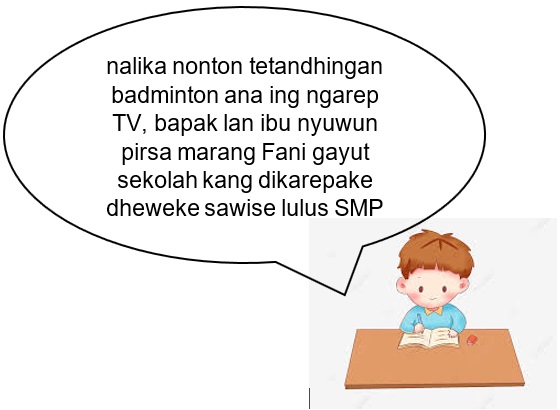 nalika nonton tetandhingan
badminton ana ing ngarep
TV, bapak lan ibu nyuwun
pirsa marang Fani gayut
sekolah kang dikarepake
dheweke sawise lulus SMP